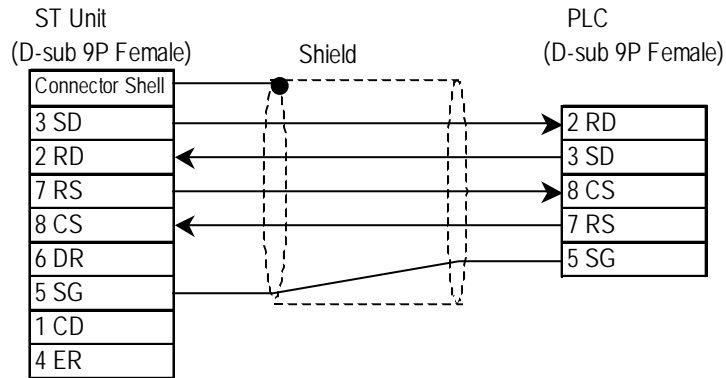 ST Unit
(D-sub 9P Female)
Shield
PLC
(D-sub 9P Female)
Connector Shell
3 SD
2 RD
7 RS
8 CS
6 DR
5 SG
1 CD
4 ER
2 RD
3 SD
8 CS
7 RS
5 SG